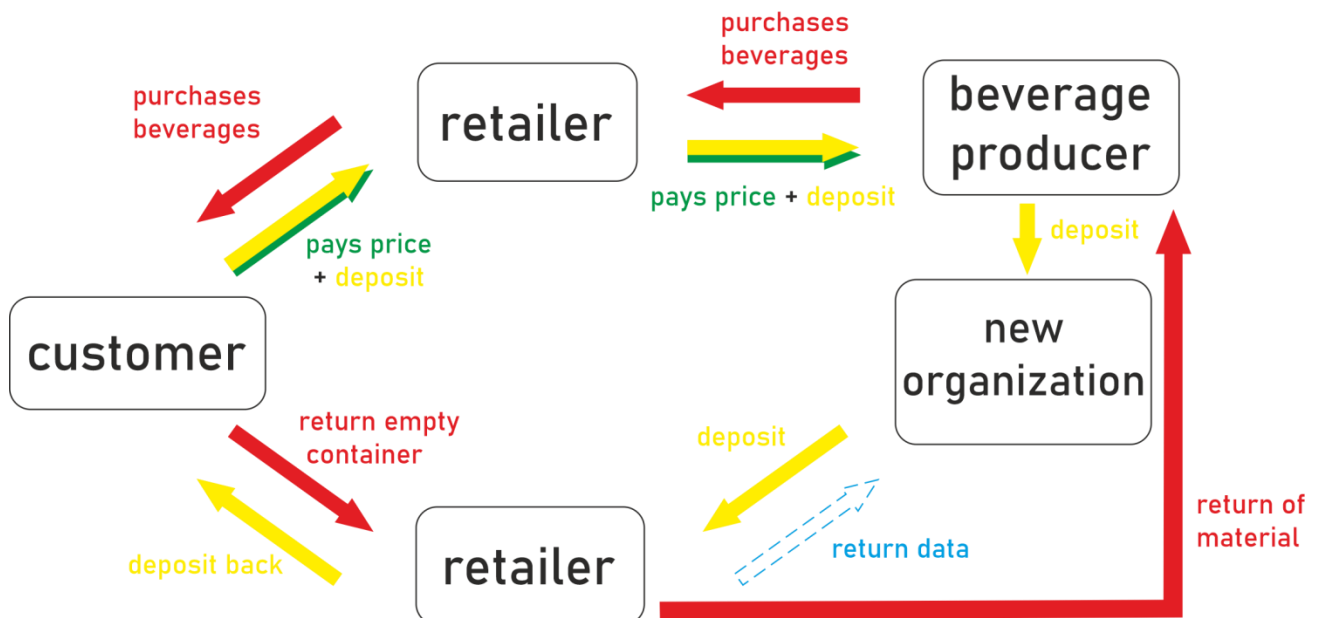 purchases
beverages
purchases
beverages
retailer
beverage
producer
pays price + deposit
pays price
+ deposit
deposit
customer
new
organization
return empty
container
deposit
deposit back
retailer
return data
return of
material